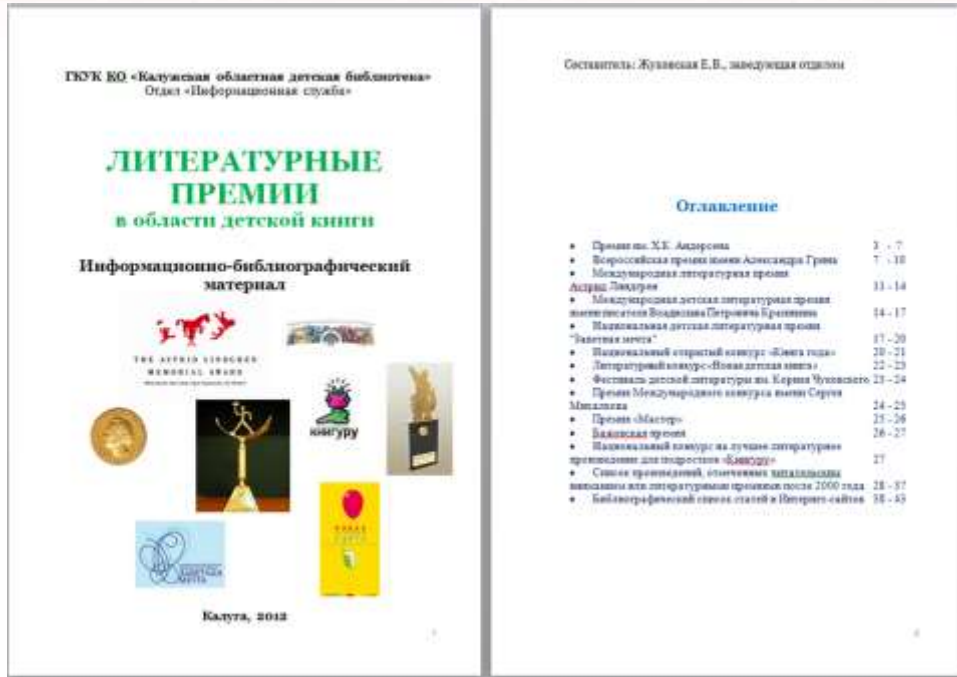 ГКУК КО «Калужская областная детская библиотека»
Отдел «Информационная служба»
ЛИТЕРАТУРНЫЕ
ПРЕМИИ
в области детской книги
Информационно-библиографический
материал
THE ASTRID LINDGREN
MEMORIAL AWARD
книгуру
Калуга, 2012
Составитель: Жуковская Е.В., заведующая отделом
Оглавление
• Премия им. Х.К. Андерсена 3 - 7
• Всероссийская премия имени Александра Грина 7 - 10
• Международная литературная премия
Астрид Линдгрен 11 - 14
• Международная детская литературная премия
имени писателя Владислава Петровича Крапивина 14 - 17
• Национальная детская литературная премия
"Заветная мечта" 17 - 20
• Национальный открытый конкурс «Книга года» 20 - 21
• Литературный конкурс «Новая детская книга» 22 - 23
• Фестиваль детской литературы им. Корнея Чуковского 23 - 24
• Премия Международного конкурса имени Сергея
Михалкова 24 - 25
• Премия «Мастер» 25 - 26
• Бажовская премия 26 - 27
• Национальный конкурс на лучшее литературное
произведение для подростков «Книгуру» 27
• Список произведений, отмеченных читательским
вниманием или литературными премиями после 2000 года 28 - 37
• Библиографический список статей и Интернет-сайтов 38 - 43